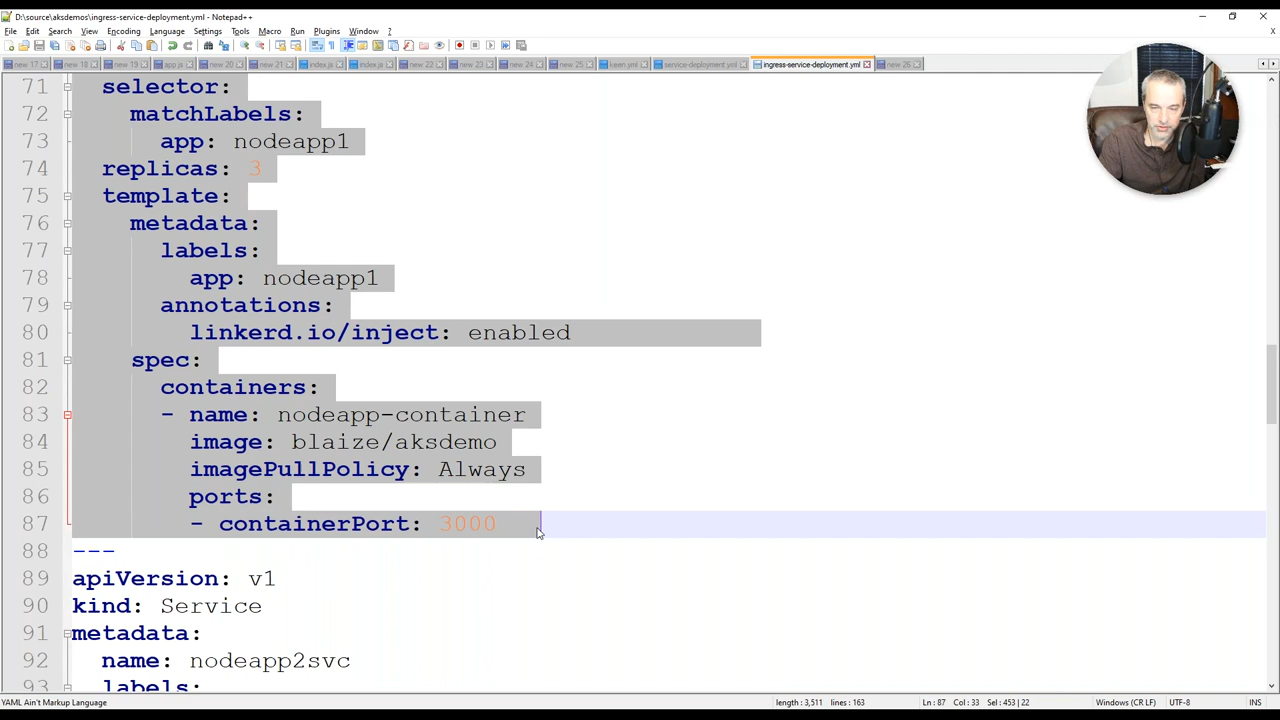 D:\source\aksdemos\ingress-service-deployment.yml - Notepad++
File Edit Search View Encoding Language Settings Tools Macro Run Plugins Window ? X
new 17 new 18 new 19 app.js new 20 new 21 index.js index.js new 22 new 23 new 24 new 25 keen.yml service-deployment.yml ingress-service-deployment.yml new 26
71 selector:
72 matchLabels:
73 app: nodeapp1
74 replicas: 3
75 template:
76 metadata:
77 labels:
78 app: nodeapp1
79 annotations:
80 linkerd.io/inject: enabled
81 spec:
82 containers:
83 - name: nodeapp-container
84 image: blaize/aksdemo
85 imagePullPolicy: Always
86 ports:
87 - containerPort: 3000
88 ---
89 apiVersion: v1
90 kind: Service
91 metadata:
92 name: nodeapp2svc
93 labels:
YAML Ain't Markup Language length : 3,511 lines : 163 Ln : 87 Col : 33 Sel : 453 | 22 Windows (CR LF) UTF-8 INS